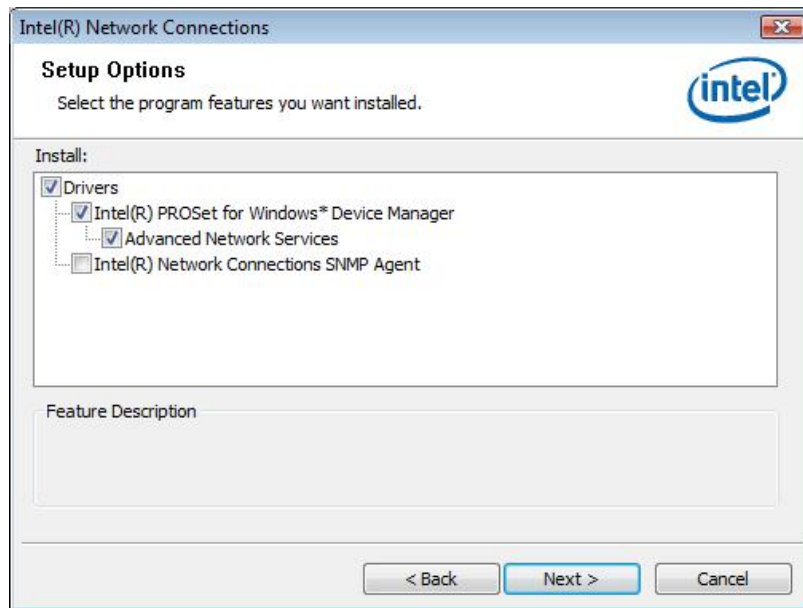 Intel(R) Network Connections
Setup Options
Select the program features you want installed.
intel
Install:
Drivers
Intel(R) PROSet for Windows* Device Manager
Advanced Network Services
Intel(R) Network Connections SNMP Agent
Feature Description
< Back Next > Cancel